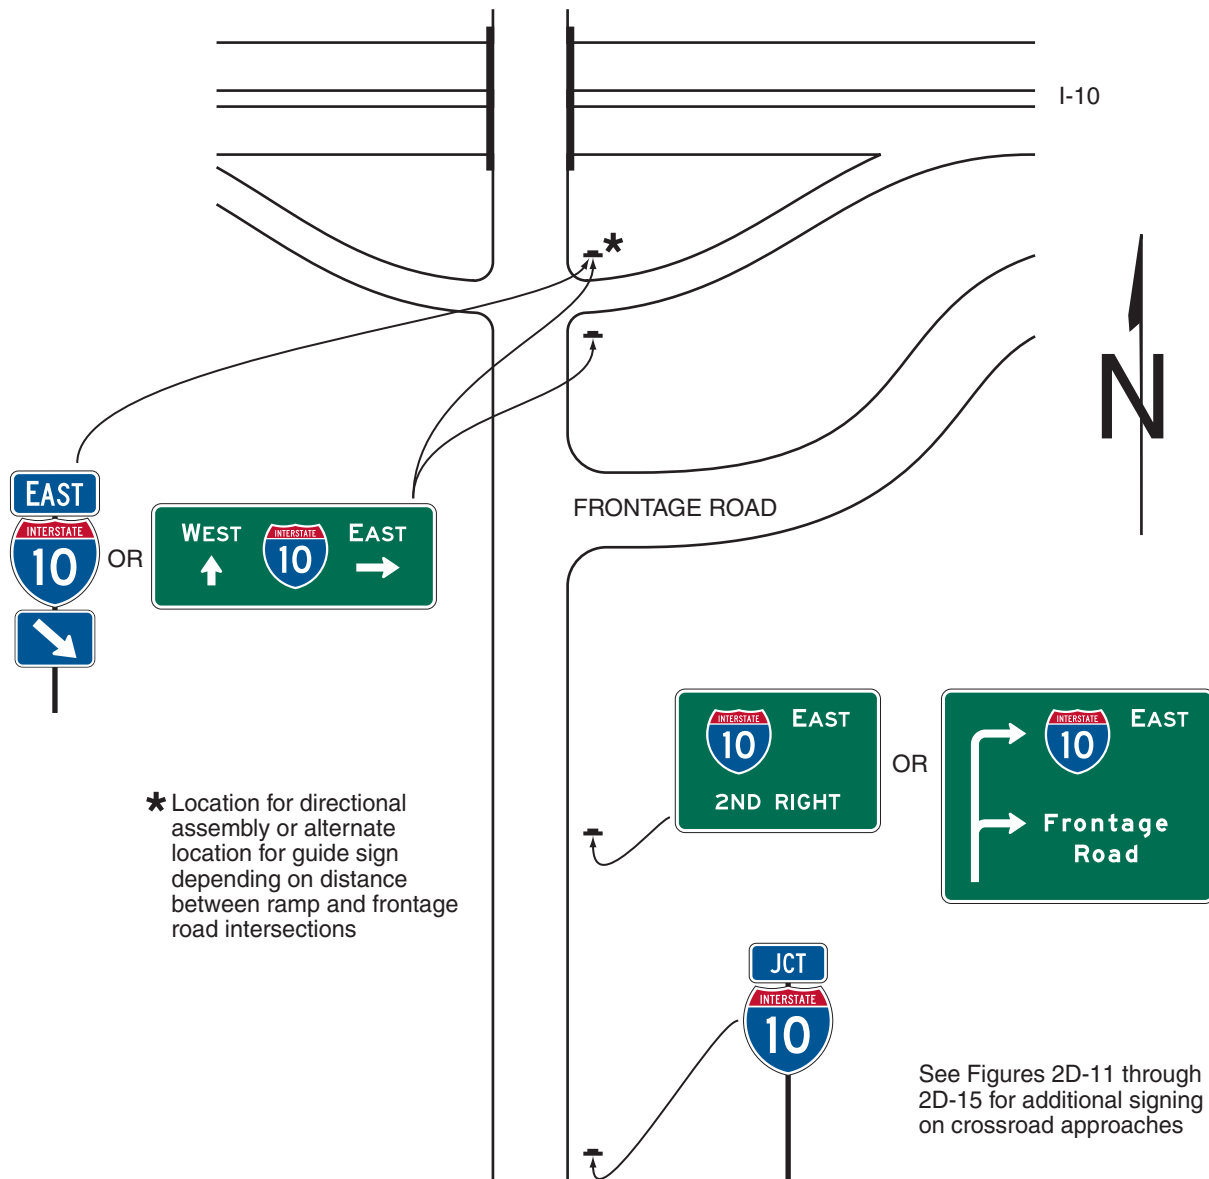 I-10
*
N
FRONTAGE ROAD
EAST
INTERSTATE
10
OR
WEST
INTERSTATE
10
EAST
INTERSTATE
10
EAST
2ND RIGHT
OR
INTERSTATE
10
EAST
Frontage
Road
* Location for directional
assembly or alternate
location for guide sign
depending on distance
between ramp and frontage
road intersections
JCT
INTERSTATE
10
See Figures 2D-11 through
2D-15 for additional signing
on crossroad approaches